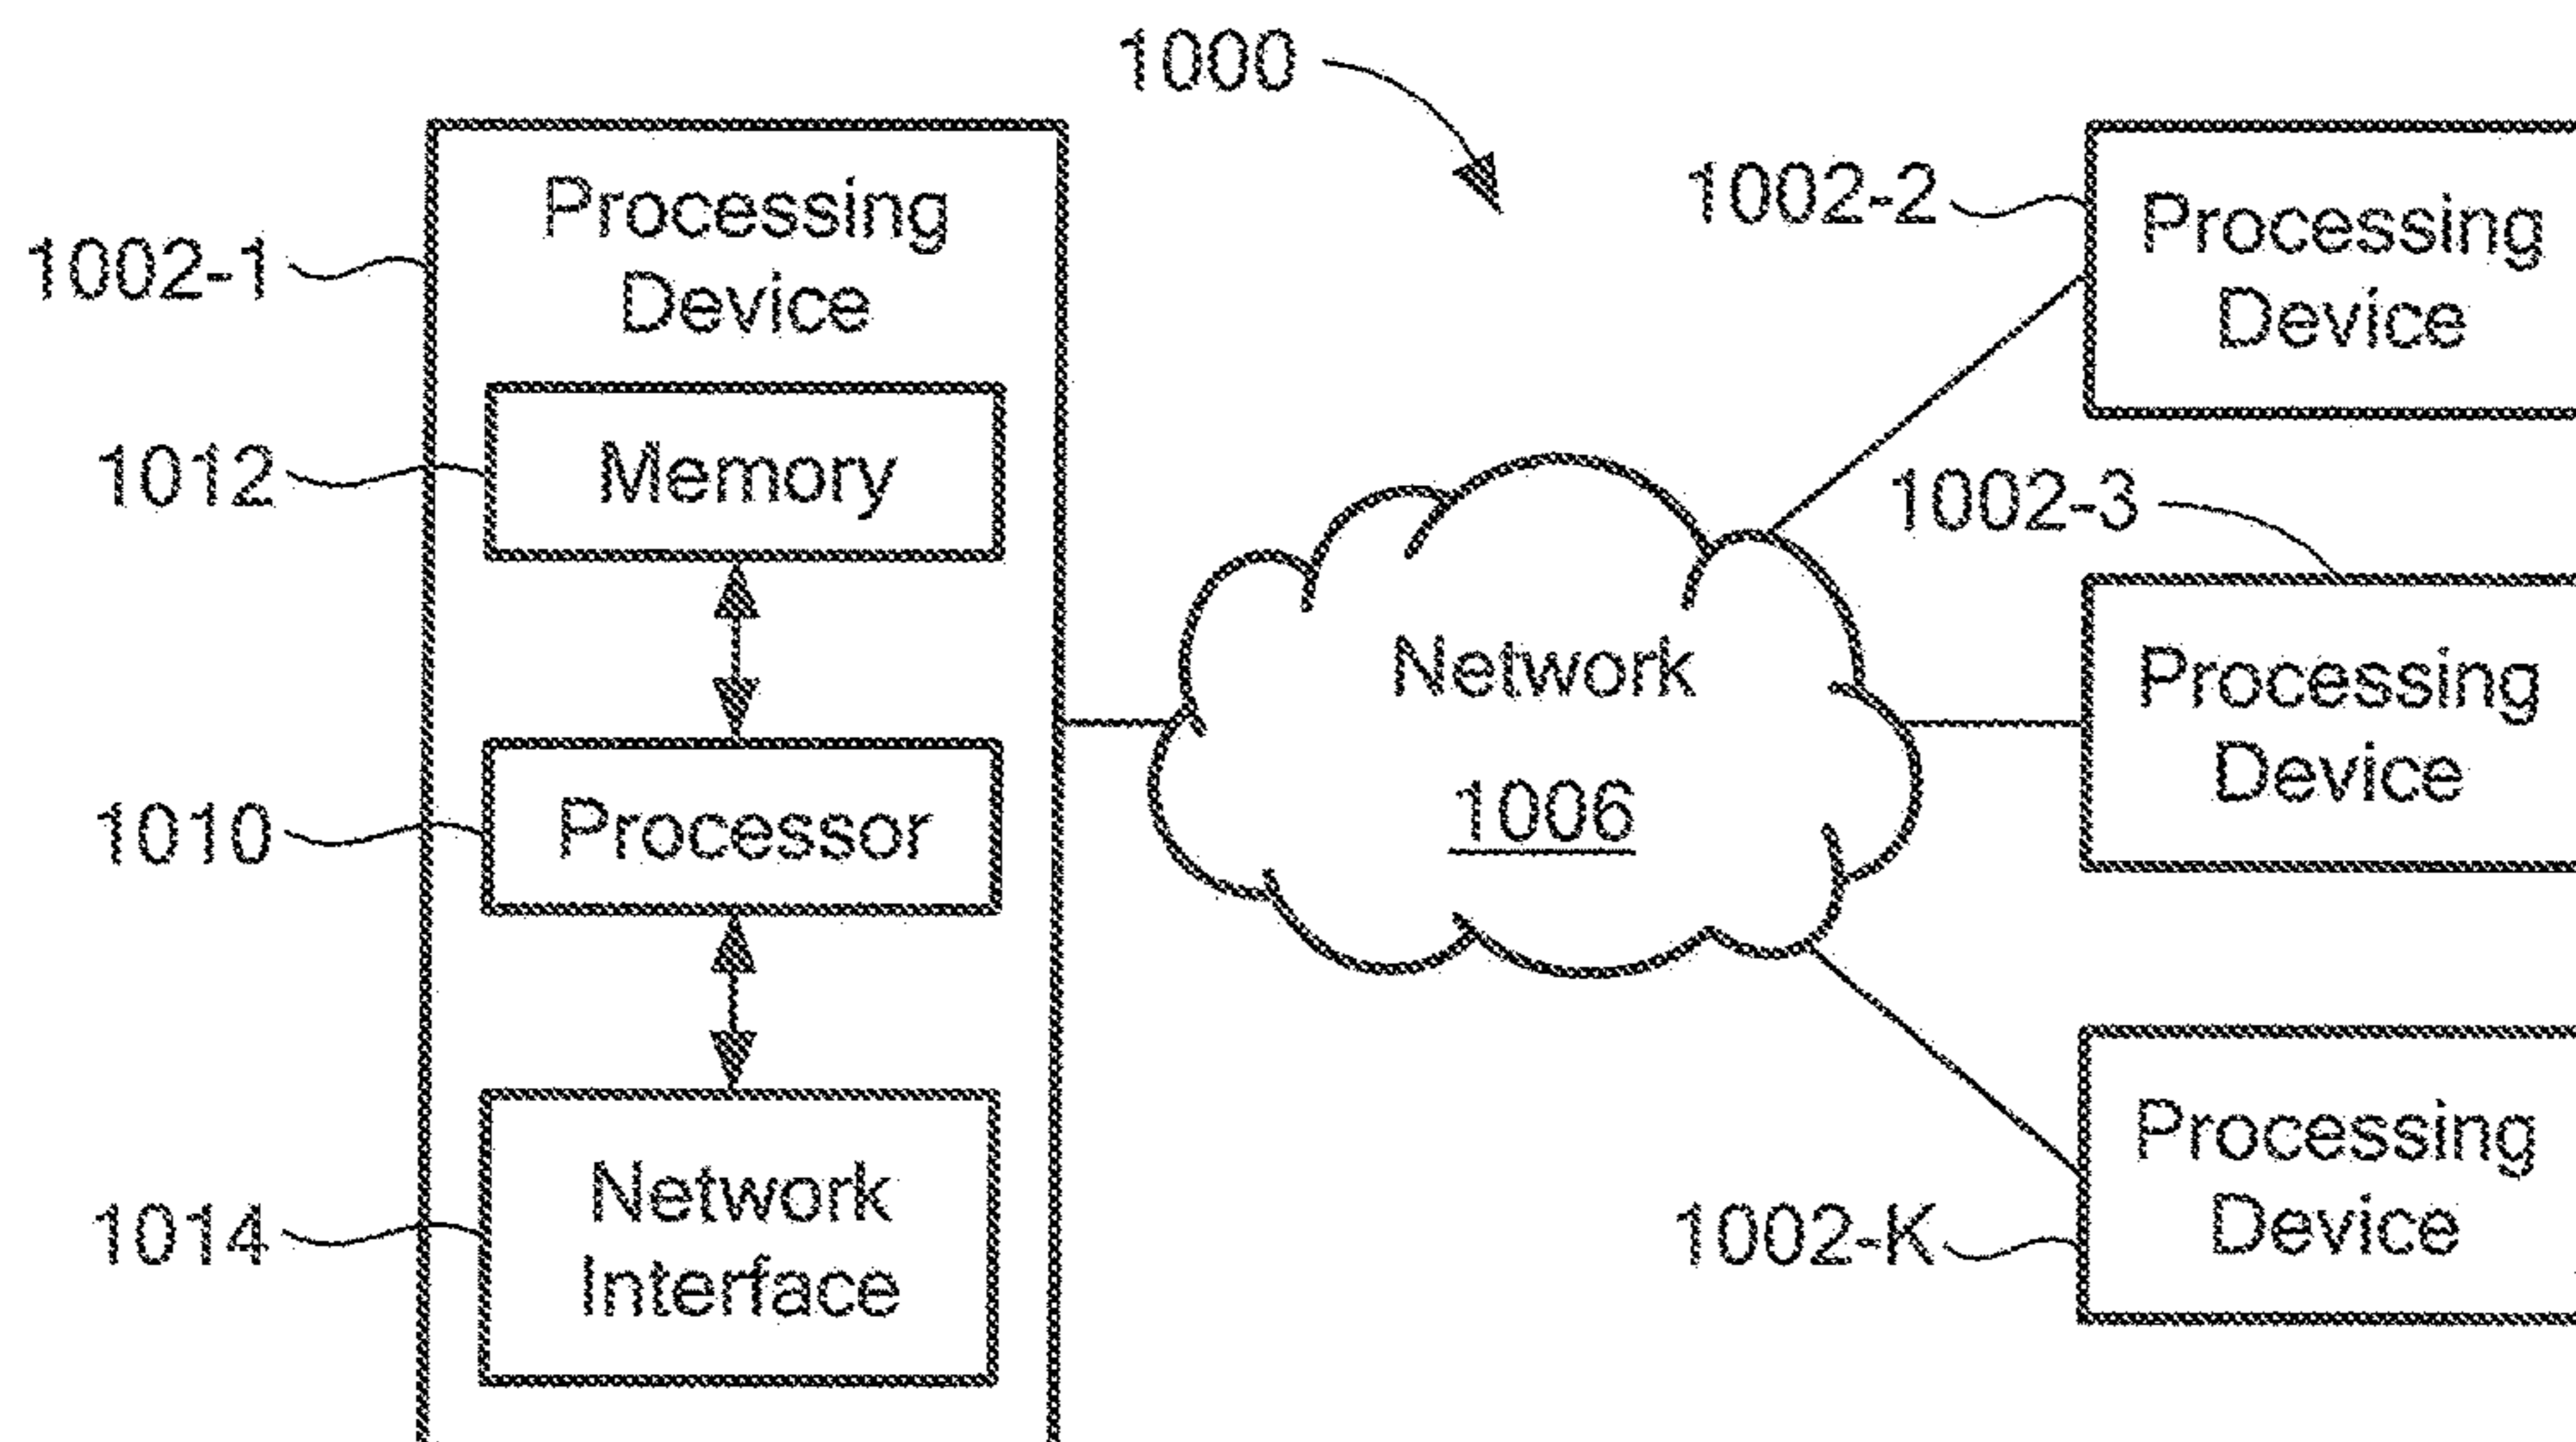 1000
1002-1
Processing
Device
1012
Memory
1010
Processor
1014
Network
Interface
Network
1006
1002-2
Processing
Device
1002-3
Processing
Device
1002-K
Processing
Device